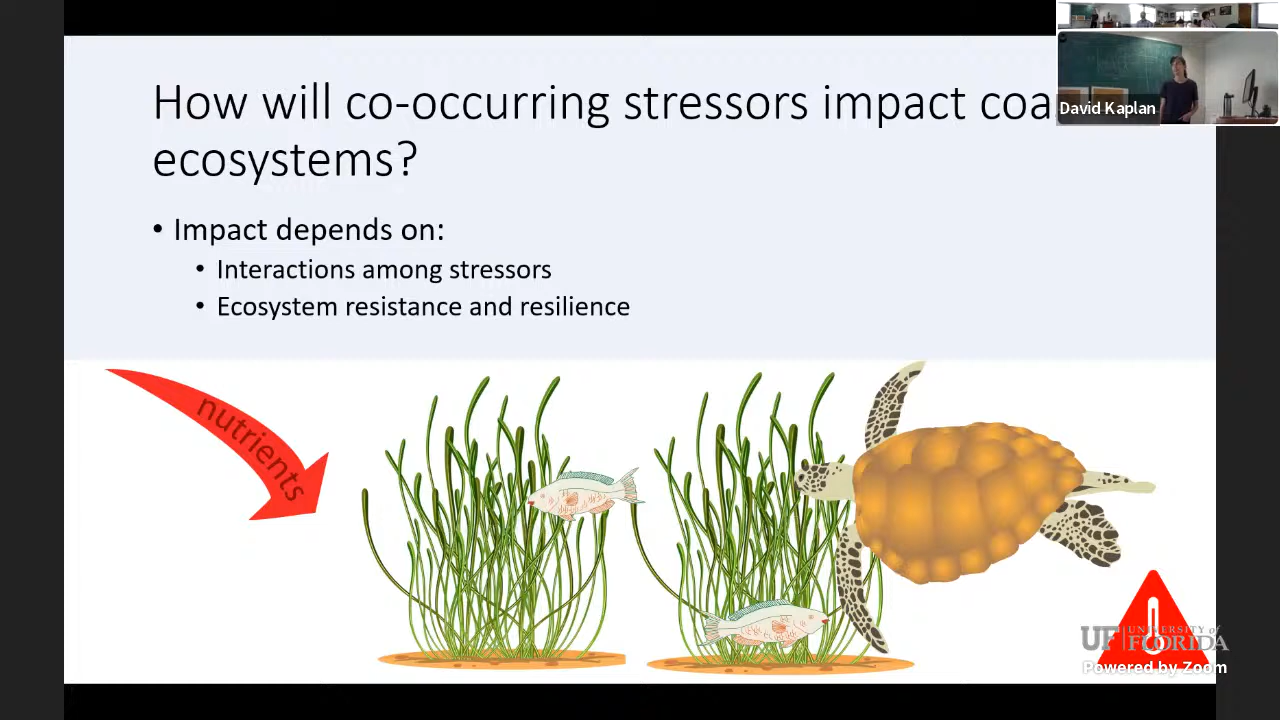 How will co-occurring stressors impact coa
ecosystems?
• Impact depends on:
• Interactions among stressors
• Ecosystem resistance and resilience
nutrients
David Kaplan
UF UNIVERSITY of
FLORIDA
Powered by Zoom